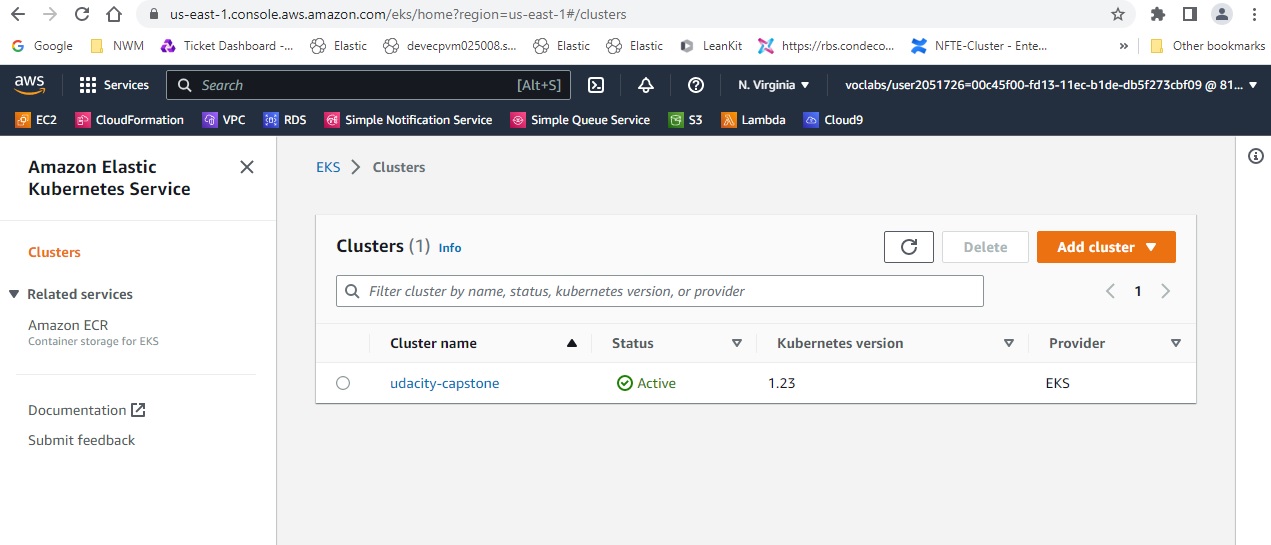 us-east-1.console.aws.amazon.com/eks/home?region=us-east-1#/clusters
Google NWM Ticket Dashboard -... Elastic devecpvm025008.s... Elastic Elastic LeanKit https://rbs.condeco... NFTE-Cluster - Ente... » Other bookmarks
aws Services Search [Alt+S] N. Virginia voclabs/user2051726=00c45f00-fd13-11ec-b1de-db5f273cbf09 @ 81...
EC2 CloudFormation VPC RDS Simple Notification Service Simple Queue Service S3 Lambda Cloud9
Amazon Elastic
Kubernetes Service
Clusters
Related services
Amazon ECR
Container storage for EKS
Documentation
Submit feedback
EKS Clusters
Clusters (1) Info Delete Add cluster
Filter cluster by name, status, kubernetes version, or provider 1
Cluster name Status Kubernetes version Provider
udacity-capstone Active 1.23 EKS